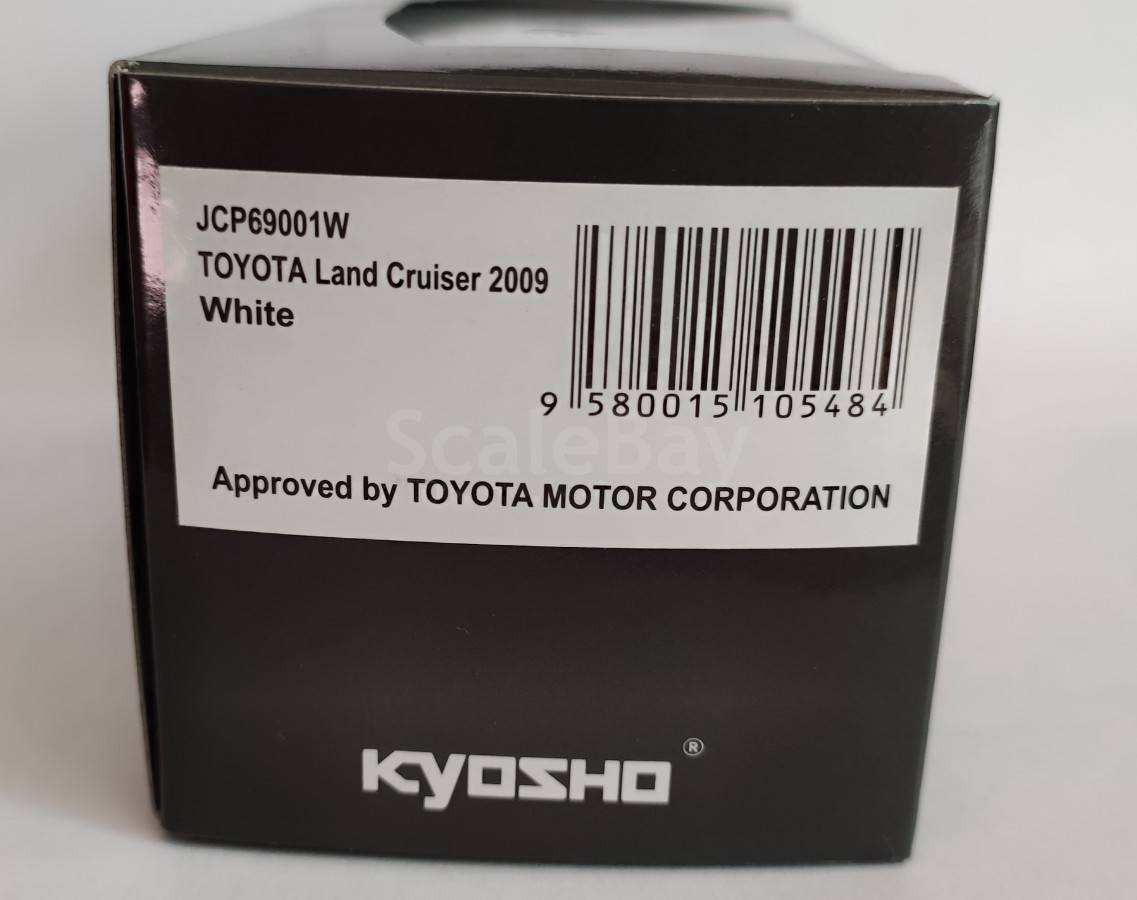 JCP69001W
TOYOTA Land Cruiser 2009
White
9 580015 105484
ScaleBay
Approved by TOYOTA MOTOR CORPORATION
KYOSHO ®